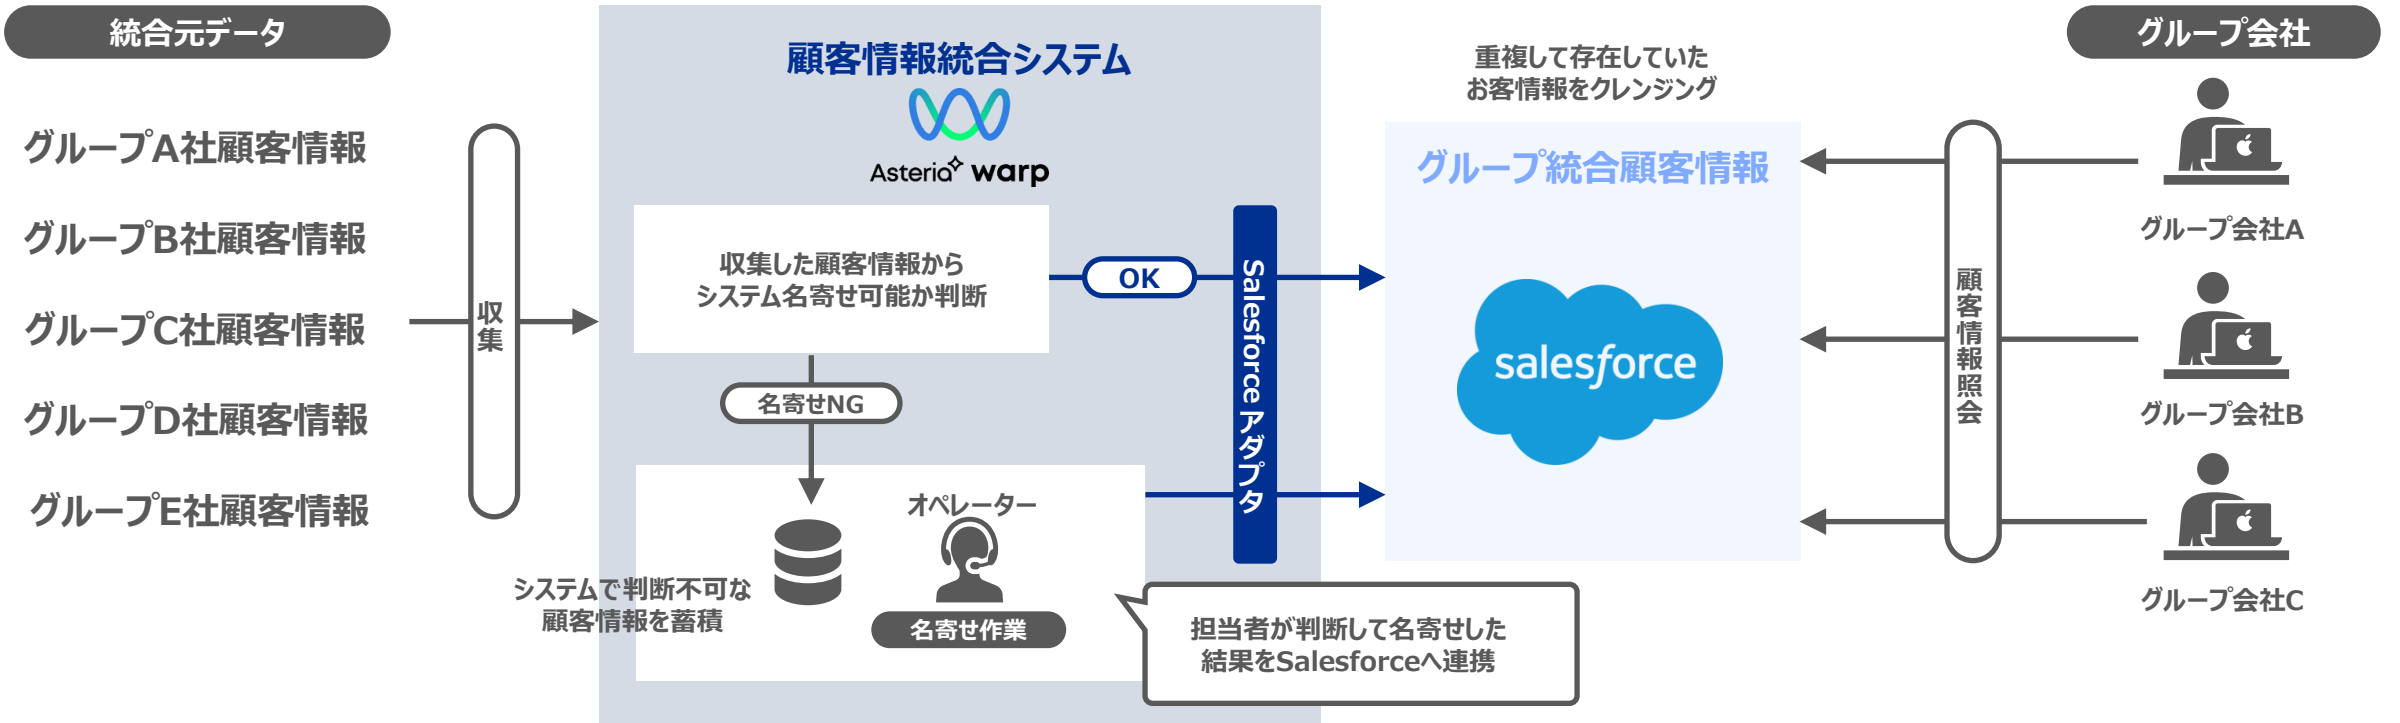 統合元データ
グループA社顧客情報
グループB社顧客情報
グループC社顧客情報
グループD社顧客情報
グループE社顧客情報
収集
顧客情報統合システム
Asteria warp
収集した顧客情報から
システム名寄せ可能か判断
OK
名寄せNG
Salesforce アダプタ
オペレーター
システムで判断不可な
顧客情報を蓄積
名寄せ作業
担当者が判断して名寄せした
結果をSalesforceへ連携
重複して存在していた
お客情報をクレンジング
グループ統合顧客情報
salesforce
顧客情報照会
グループ会社
グループ会社A
グループ会社B
グループ会社C